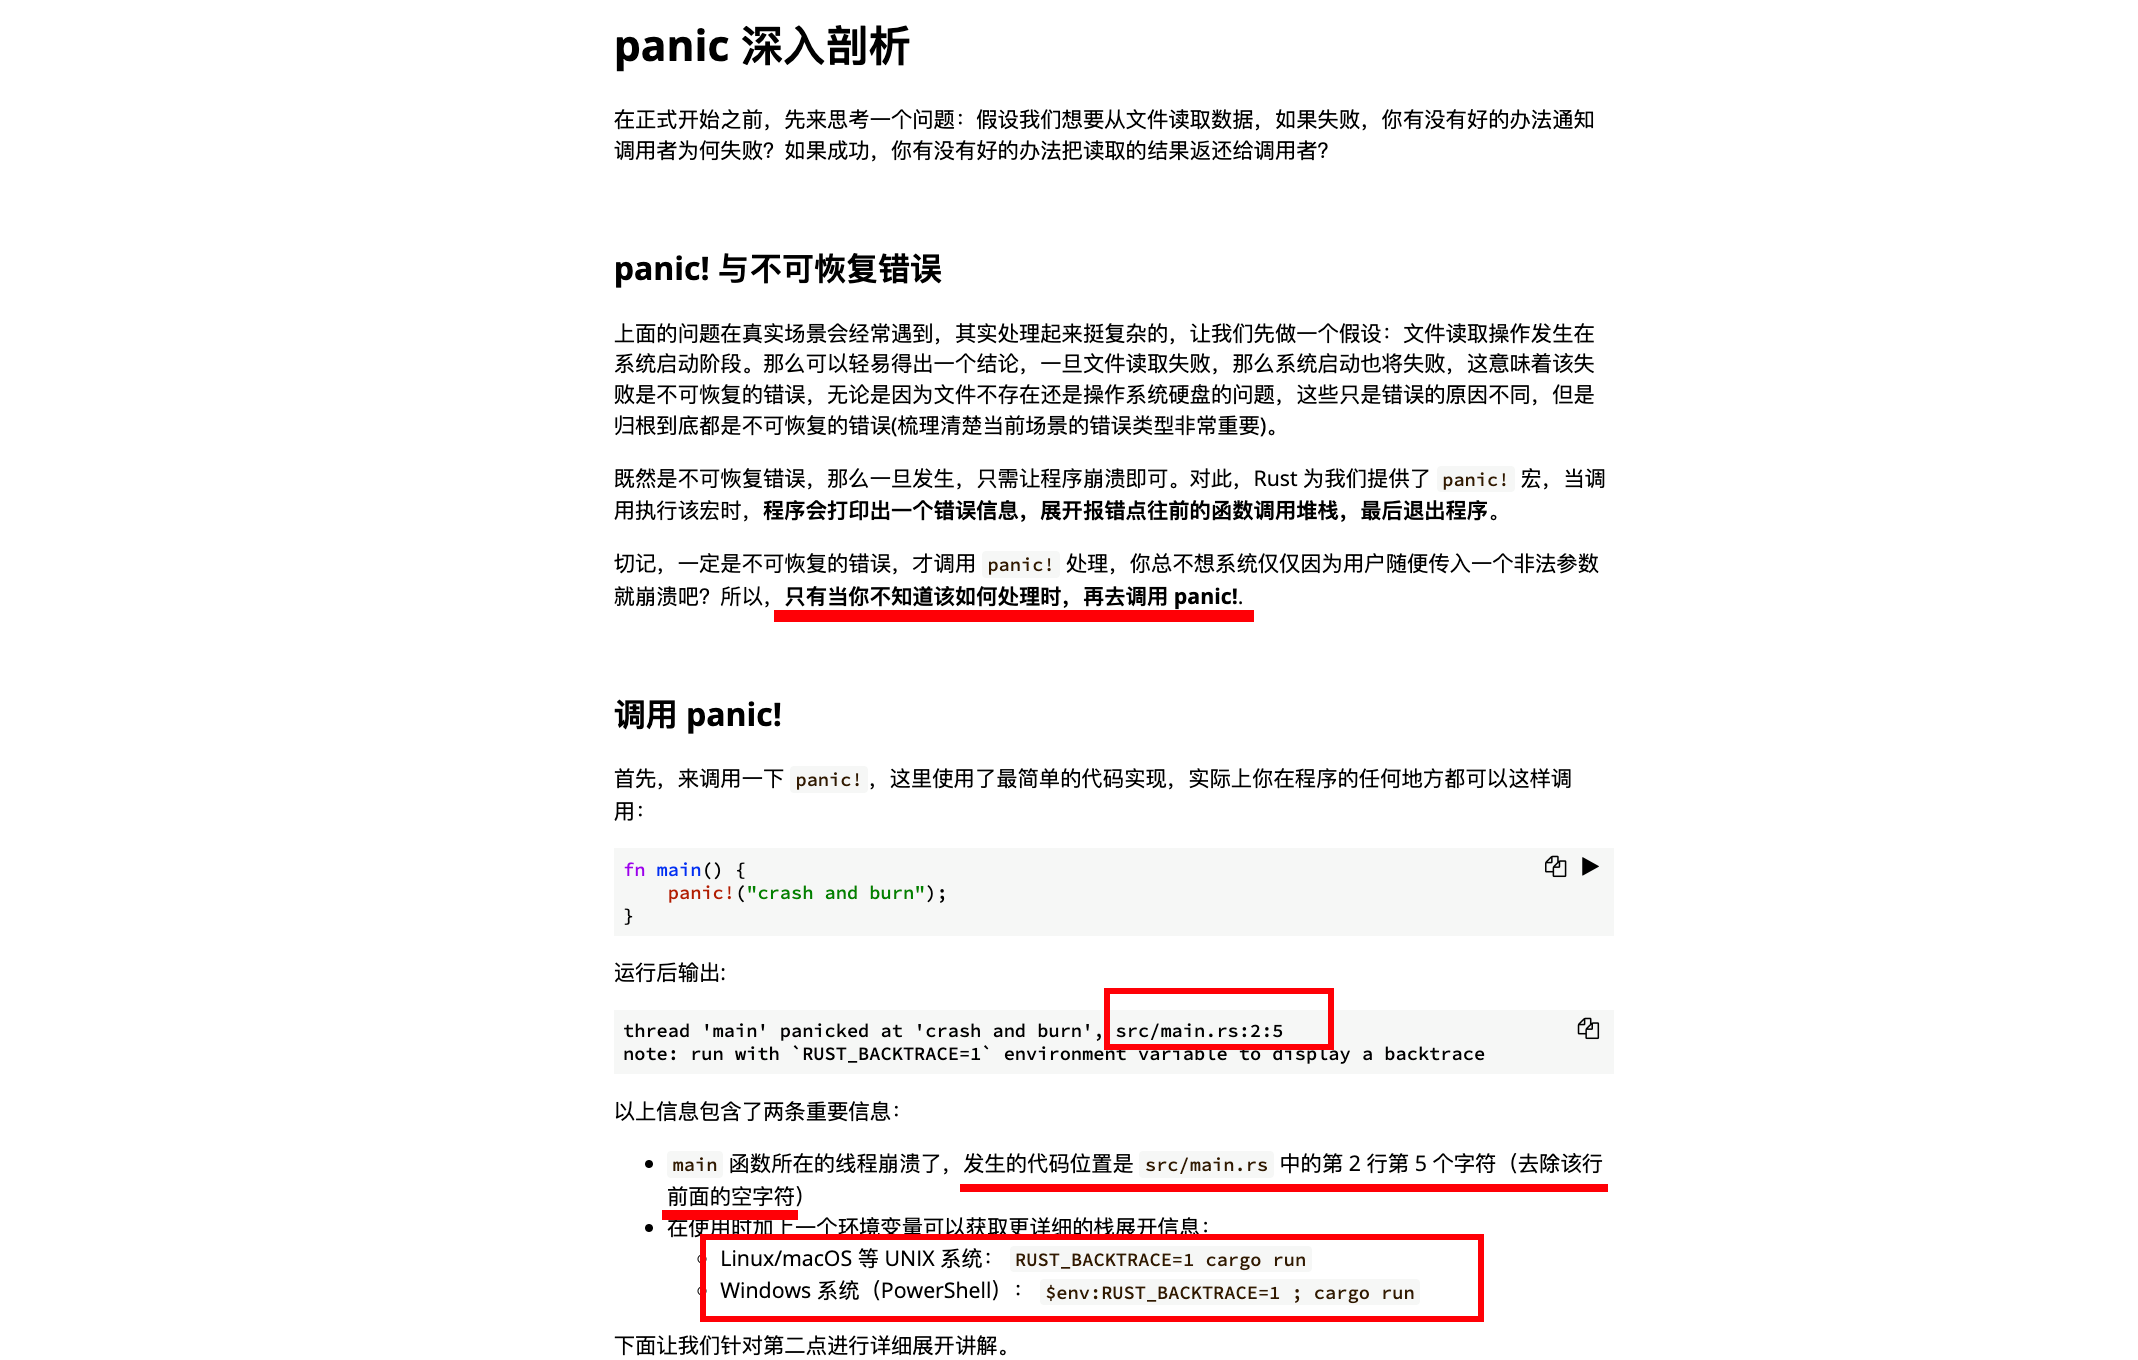 panic 深入剖析
在正式开始之前，先来思考一个问题：假设我们想要从文件读取数据，如果失败，你有没有好的办法通知
调用者为何失败？如果成功，你有没有好的办法把读取的结果返还给调用者？
panic! 与不可恢复错误
上面的问题在真实场景会经常遇到，其实处理起来挺复杂的，让我们先做一个假设：文件读取操作发生在
系统启动阶段。那么可以轻易得出一个结论，一旦文件读取失败，那么系统启动也将失败，这意味着该失
败是不可恢复的错误，无论是因为文件不存在还是操作系统硬盘的问题，这些只是错误的原因不同，但是
归根到底都是不可恢复的错误(梳理清楚当前场景的错误类型非常重要)。
既然是不可恢复错误，那么一旦发生，只需让程序崩溃即可。对此，Rust 为我们提供了 panic! 宏，当调
用执行该宏时，程序会打印出一个错误信息，展开报错点往前的函数调用堆栈，最后退出程序。
切记，一定是不可恢复的错误，才调用 panic! 处理，你总不想系统仅仅因为用户随便传入一个非法参数
就崩溃吧？所以，只有当你不知道该如何处理时，再去调用 panic!.
调用 panic!
首先，来调用一下 panic!，这里使用了最简单的代码实现，实际上你在程序的任何地方都可以这样调
用：
fn main() {
    panic!("crash and burn");
}
运行后输出:
thread 'main' panicked at 'crash and burn', src/main.rs:2:5
note: run with `RUST_BACKTRACE=1` environment variable to display a backtrace
以上信息包含了两条重要信息：
• main 函数所在的线程崩溃了，发生的代码位置是 src/main.rs 中的第 2 行第 5 个字符（去除该行
前面的空字符）
• 在使用时加上一个环境变量可以获取更详细的栈展开信息：
◦ Linux/macOS 等 UNIX 系统： RUST_BACKTRACE=1 cargo run
◦ Windows 系统（PowerShell）： $env:RUST_BACKTRACE=1 ; cargo run
下面让我们针对第二点进行详细展开讲解。